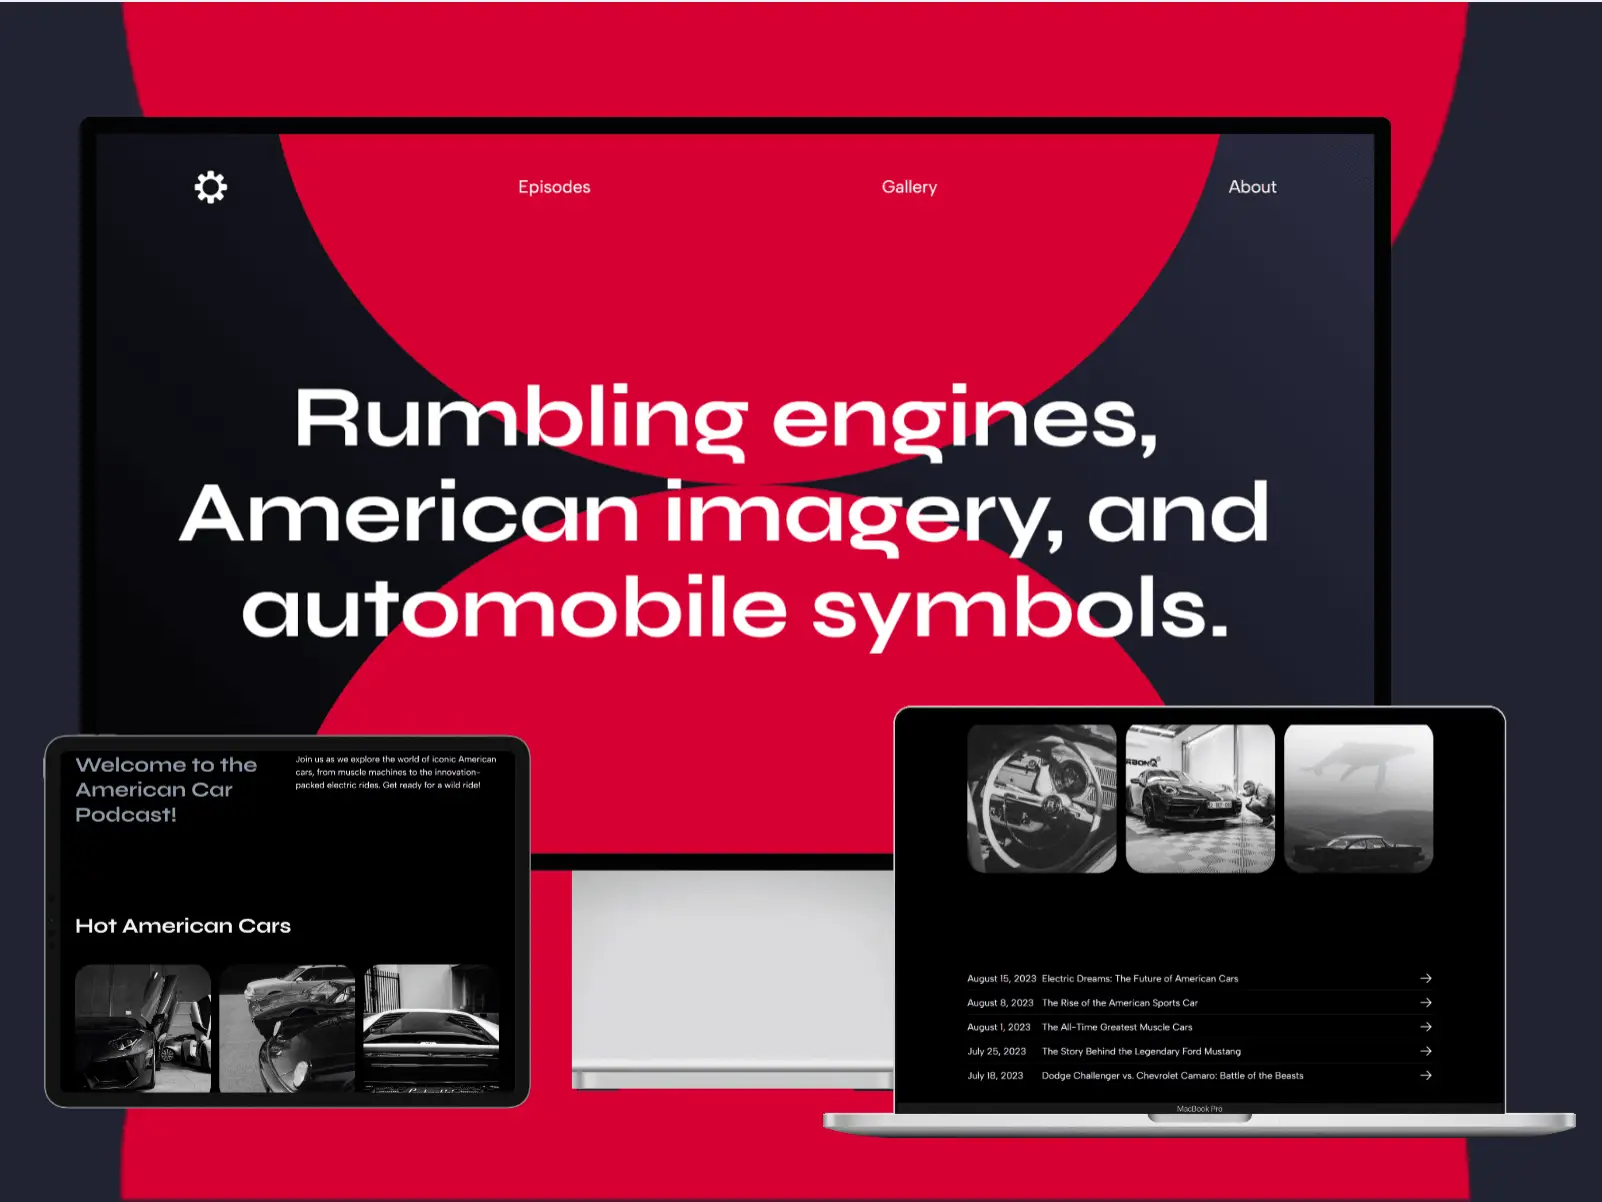 Episodes
Gallery
About
Rumbling engines,
American imagery, and
automobile symbols.
Welcome to the
American Car
Podcast!
Join us as we explore the world of iconic American
cars, from muscle machines to the innovation-
packed electric rides. Get ready for a wild ride!
Hot American Cars
August 15, 2023 Electric Dreams: The Future of American Cars
August 8, 2023 The Rise of the American Sports Car
August 1, 2023 The All-Time Greatest Muscle Cars
July 25, 2023 The Story Behind the Legendary Ford Mustang
July 18, 2023 Dodge Challenger vs. Chevrolet Camaro: Battle of the Beasts
MacBook Pro